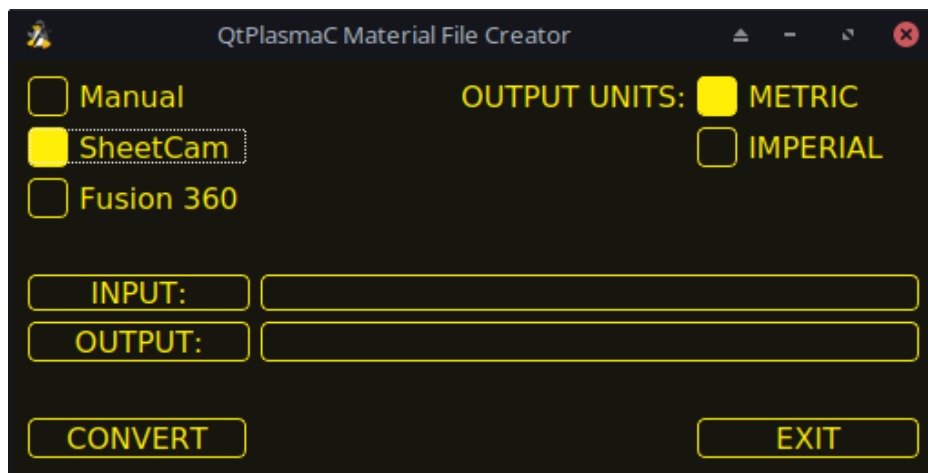 QtPlasmaC Material File Creator
Manual OUTPUT UNITS: METRIC
SheetCam IMPERIAL
Fusion 360
INPUT:
OUTPUT:
CONVERT EXIT